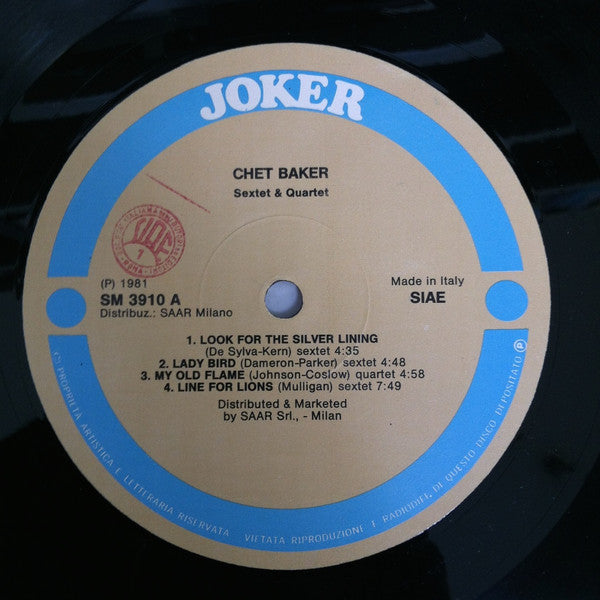 JOKER
CHET BAKER
Sextet & Quartet
(P) 1981
SM 3910 A
Distribuz.: SAAR Milano
Made in Italy
SIAE
1. LOOK FOR THE SILVER LINING
(De Sylva-Kern) sextet 4:35
2. LADY BIRD (Dameron-Parker) sextet 4:48
3. MY OLD FLAME (Johnson-Coslow) quartet 4:58
4. LINE FOR LIONS (Mulligan) sextet 7:49
Distributed & Marketed
by SAAR Srl., - Milan
PROPRIETA ARTISTICA E LETTERARIA RISERVATA VIETATA RIPRODUZIONE E RADIODIF. DI QUESTO DISCO DEPOSITATO Ⓟ